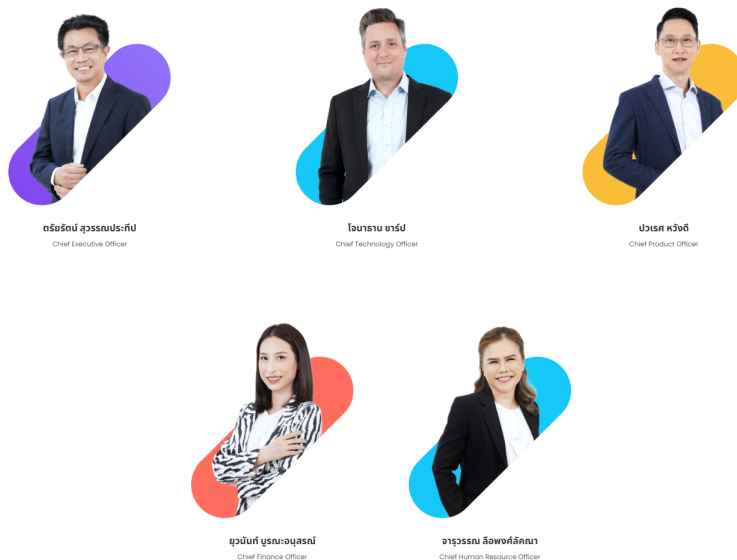 ตรัยรัตน์ สุวรรณประทีป
Chief Executive Officer
โจนาธาน ชาร์ป
Chief Technology Officer
ปวเรศ หวังดี
Chief Product Officer
ยุวนันท์ บูรณะอนุสรณ์
Chief Finance Officer
จารุวรรณ ลือพงศ์ลัคณา
Chief Human Resource Officer